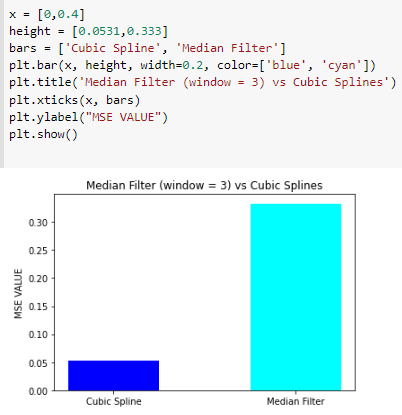 x = [0,0.4]
height = [0.0531,0.333]
bars = ['Cubic Spline', 'Median Filter']
plt.bar(x, height, width=0.2, color=['blue', 'cyan'])
plt.title('Median Filter (window = 3) vs Cubic Splines')
plt.xticks(x, bars)
plt.ylabel("MSE VALUE")
plt.show()
Median Filter (window = 3) vs Cubic Splines
0.30
0.25
0.20
0.15
0.10
0.05
0.00
MSE VALUE
Cubic Spline
Median Filter